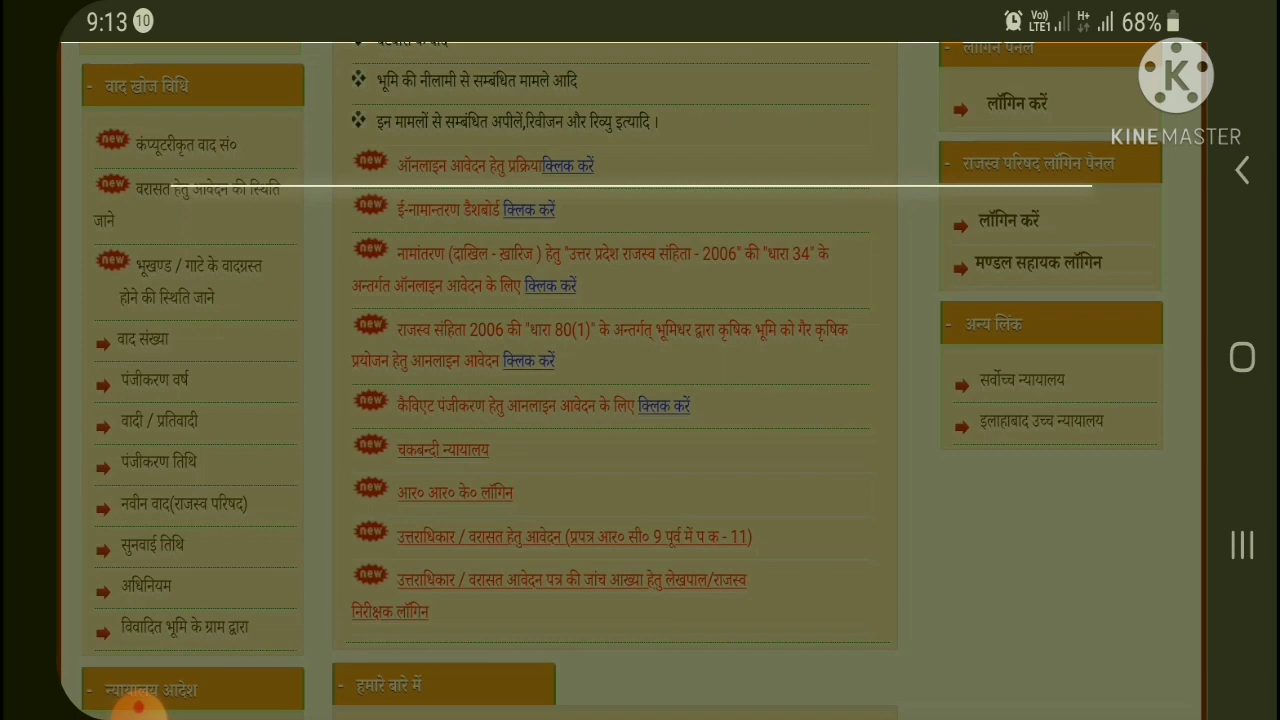 9:13 10
Vo)) LTE1 H+ 68%
KINEMASTER
- वाद खोज विधि
new कंप्यूटरीकृत वाद सं०
new वरासत हेतु आवेदन की स्थिति
जाने
new भूखण्ड / गाटे के वादग्रस्त
होने की स्थिति जाने
वाद संख्या
पंजीकरण वर्ष
वादी / प्रतिवादी
पंजीकरण तिथि
नवीन वाद(राजस्व परिषद)
सुनवाई तिथि
अधिनियम
विवादित भूमि के ग्राम द्वारा
- न्यायालय आदेश
भूमि की नीलामी से सम्बंधित मामले आदि
इन मामलों से सम्बंधित अपीलें,रिवीजन और रिव्यु इत्यादि ।
new ऑनलाइन आवेदन हेतु प्रक्रियाक्लिक करें
new ई-नामान्तरण डैशबोर्ड क्लिक करें
new नामांतरण (दाखिल - ख़ारिज ) हेतु "उत्तर प्रदेश राजस्व संहिता - 2006" की "धारा 34" के
अन्तर्गत ऑनलाइन आवेदन के लिए क्लिक करें
new राजस्व संहिता 2006 की "धारा 80(1)" के अन्तर्गत् भूमिधर द्वारा कृषिक भूमि को गैर कृषिक
प्रयोजन हेतु आनलाइन आवेदन क्लिक करें
new कैविएट पंजीकरण हेतु आनलाइन आवेदन के लिए क्लिक करें
new चकबन्दी न्यायालय
new आर० आर० के० लॉगिन
new उत्तराधिकार / वरासत हेतु आवेदन (प्रपत्र आर० सी० 9 पूर्व में प क - 11)
new उत्तराधिकार / वरासत आवेदन पत्र की जांच आख्या हेतु लेखपाल/राजस्व
निरीक्षक लॉगिन
- हमारे बारे में
- लॉगिन पैनल
लॉगिन करें
- राजस्व परिषद लॉगिन पैनल
लॉगिन करें
मण्डल सहायक लॉगिन
- अन्य लिंक
सर्वोच्च न्यायालय
इलाहाबाद उच्च न्यायालय